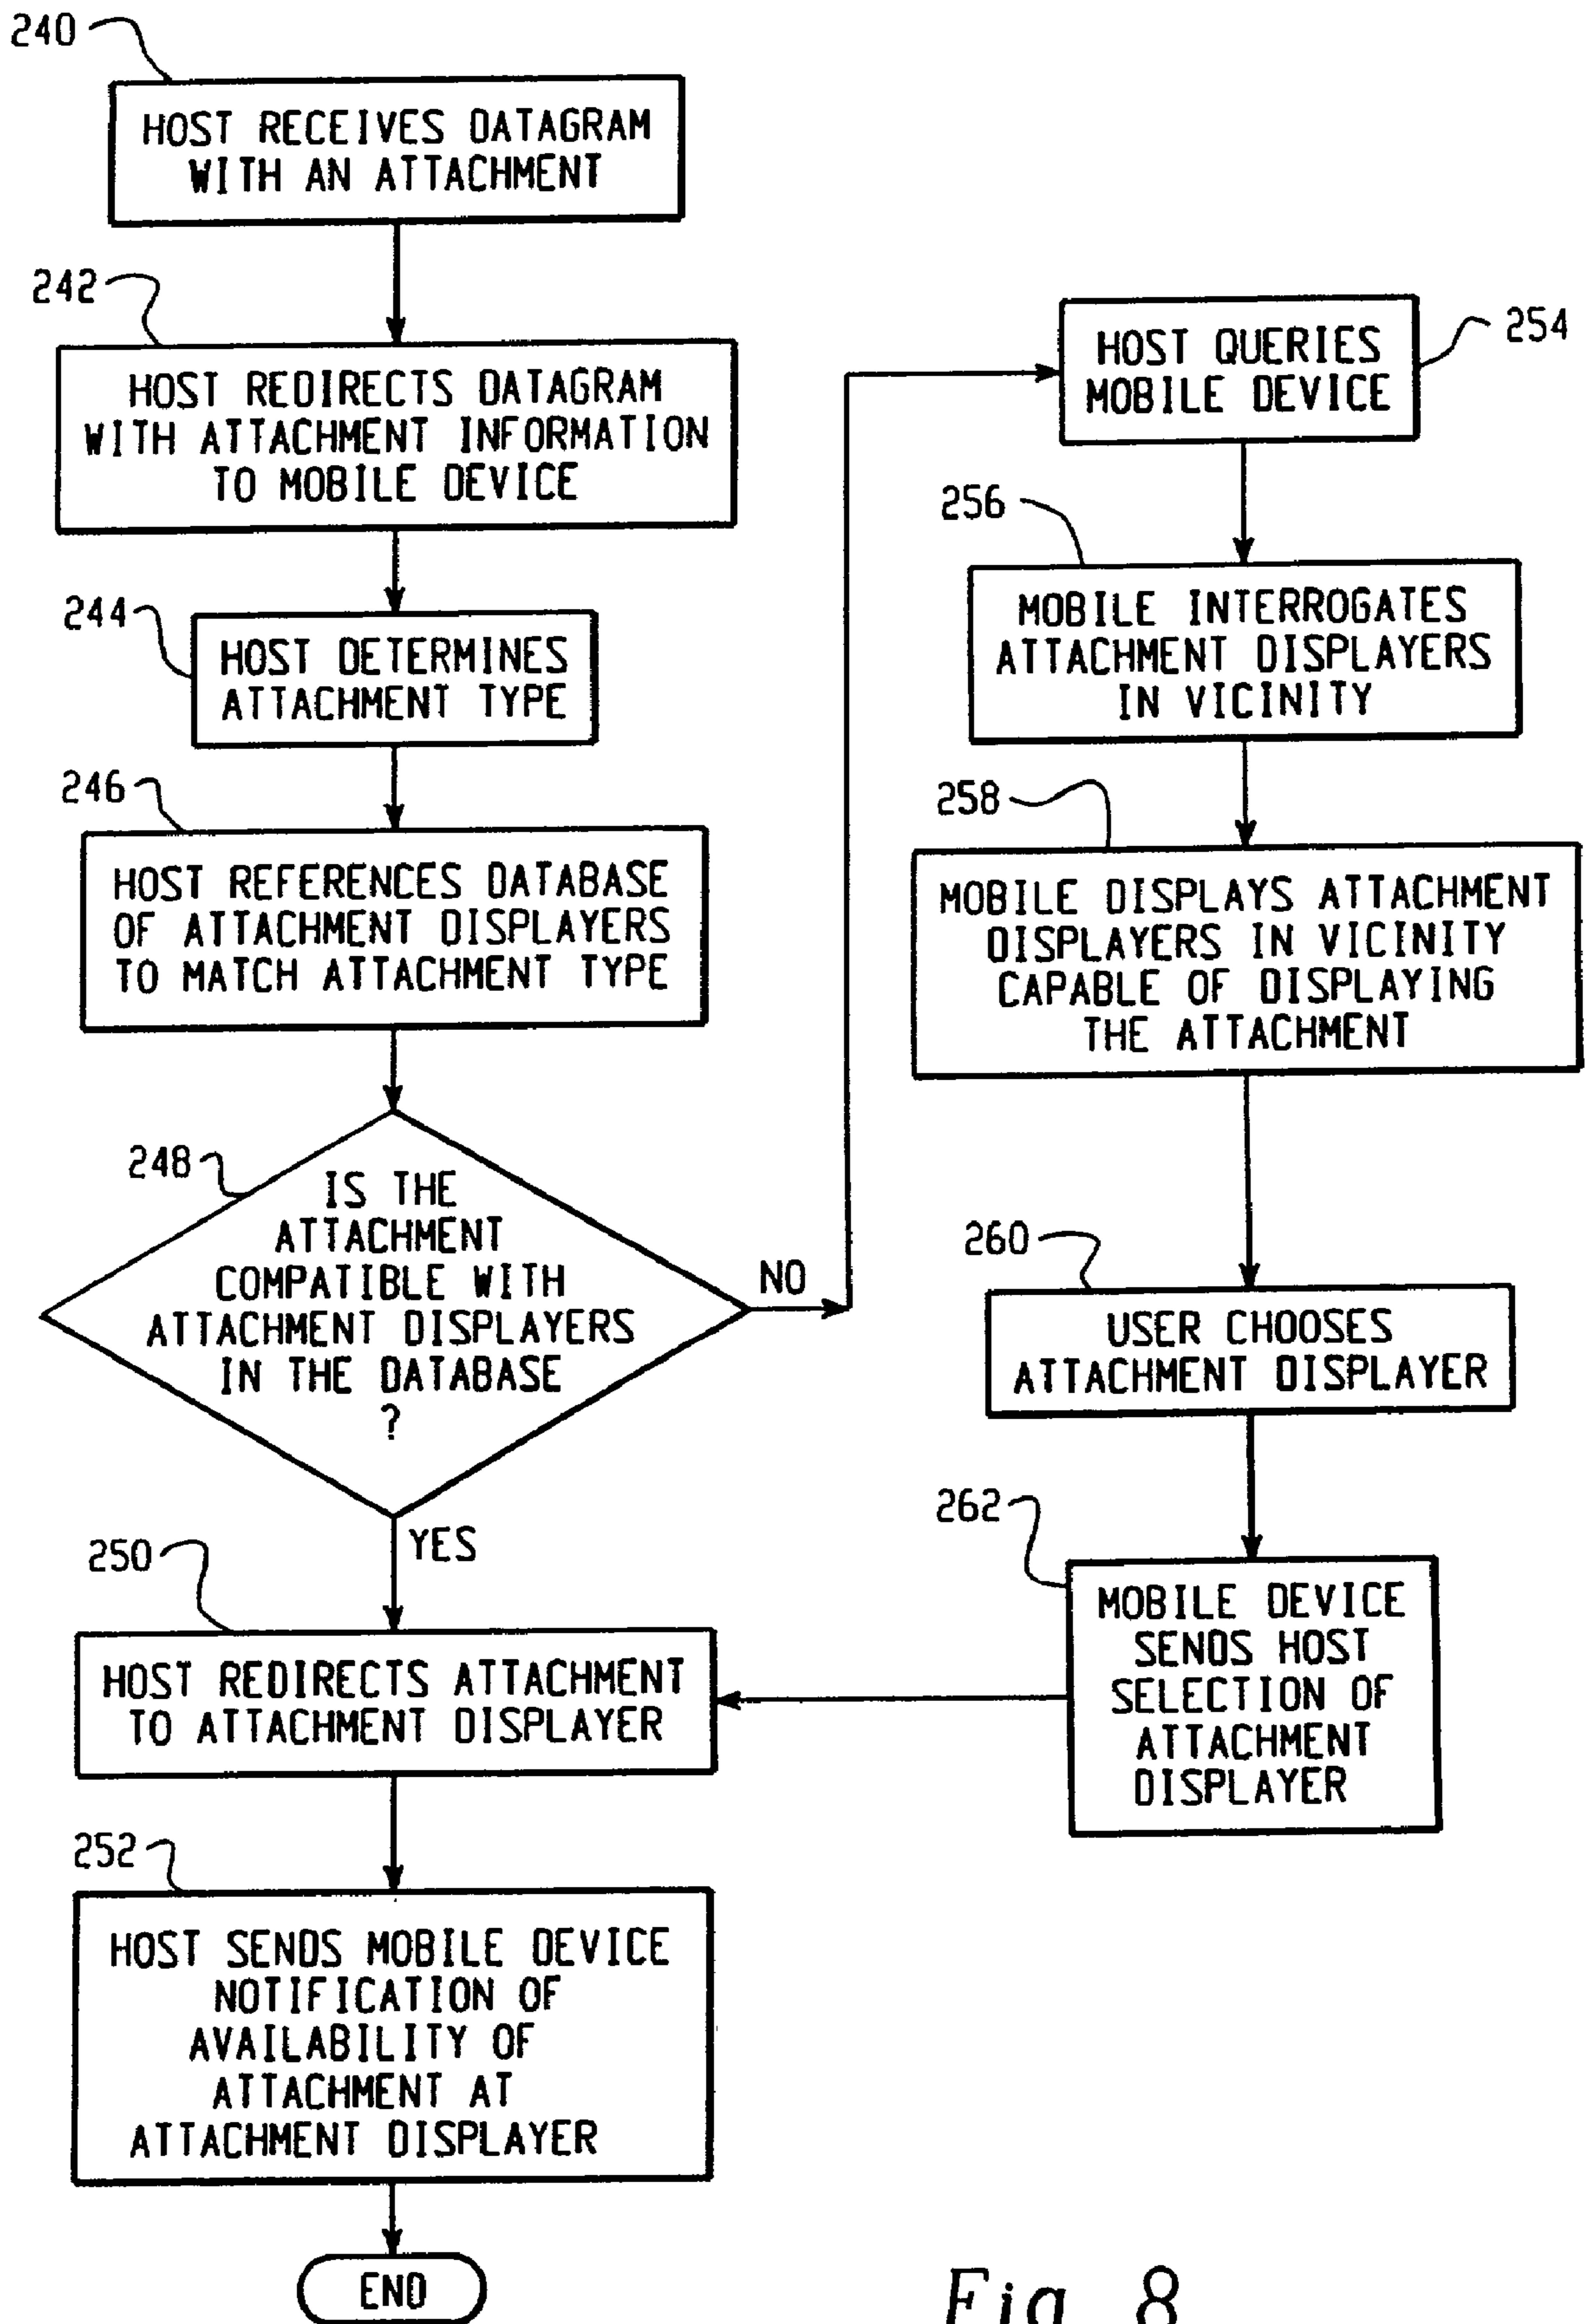 240
HOST RECEIVES DATAGRAM
WITH AN ATTACHMENT
242
HOST REDIRECTS DATAGRAM
WITH ATTACHMENT INFORMATION
TO MOBILE DEVICE
244
HOST DETERMINES
ATTACHMENT TYPE
246
HOST REFERENCES DATABASE
OF ATTACHMENT DISPLAYERS
TO MATCH ATTACHMENT TYPE
248
IS THE
ATTACHMENT
COMPATIBLE WITH
ATTACHMENT DISPLAYERS
IN THE DATABASE
?
NO
YES
250
HOST REDIRECTS ATTACHMENT
TO ATTACHMENT DISPLAYER
252
HOST SENDS MOBILE DEVICE
NOTIFICATION OF
AVAILABILITY OF
ATTACHMENT AT
ATTACHMENT DISPLAYER
END
254
HOST QUERIES
MOBILE DEVICE
256
MOBILE INTERROGATES
ATTACHMENT DISPLAYERS
IN VICINITY
258
MOBILE DISPLAYS ATTACHMENT
DISPLAYERS IN VICINITY
CAPABLE OF DISPLAYING
THE ATTACHMENT
260
USER CHOOSES
ATTACHMENT DISPLAYER
262
MOBILE DEVICE
SENDS HOST
SELECTION OF
ATTACHMENT
DISPLAYER
Fig 8